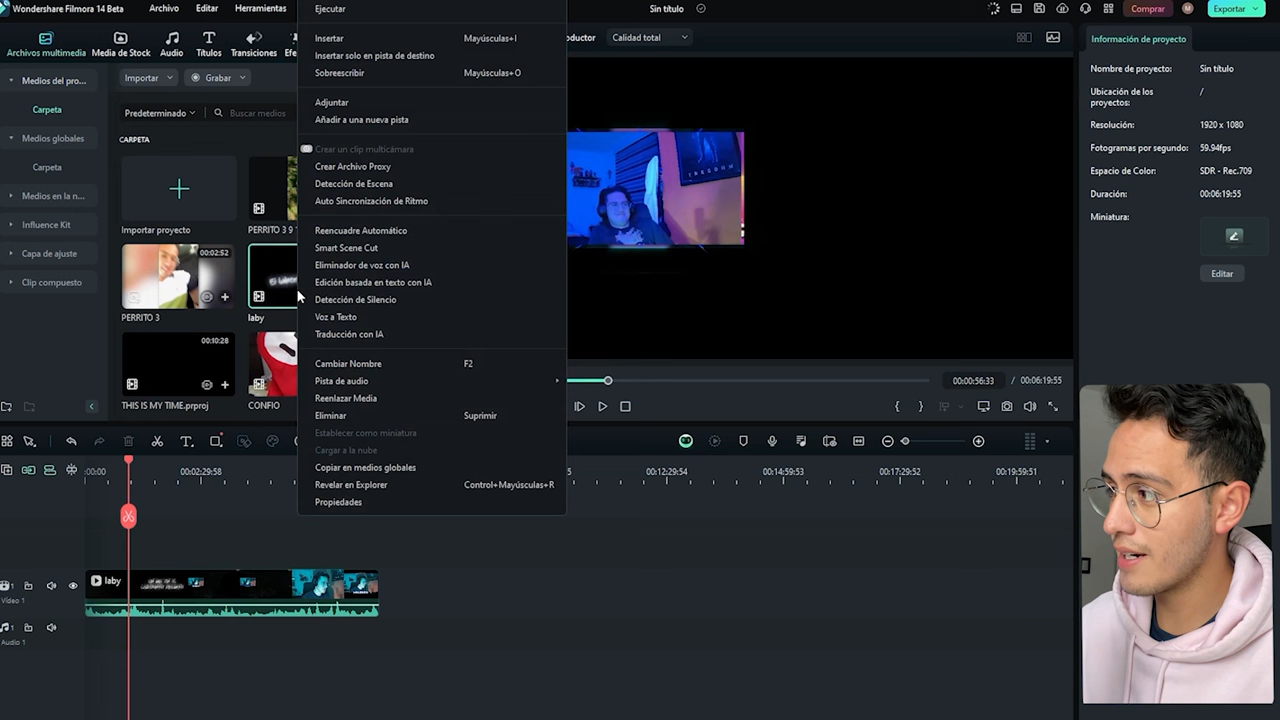 Wondershare Filmora 14 Beta
Archivo
Editar
Herramientas
Sin título
Comprar
M
Exportar
Archivos multimedia
Media de Stock
Audio
Títulos
Transiciones
Calidad total
Importar
Grabar
Predeterminado
Buscar medios
CARPETA
Medios del pro...
Carpeta
Medios globales
Carpeta
Medios en la n...
Influence Kit
Capa de ajuste
Clip compuesto
Importar proyecto
PERRITO 3 9
00:02:52
PERRITO 3
laby
00:10:28
THIS IS MY TIME.prproj
CONFIO
Ejecutar
Insertar Mayúsculas+I
Insertar solo en pista de destino
Sobreescribir Mayúsculas+O
Adjuntar
Añadir a una nueva pista
Crear un clip multicámara
Crear Archivo Proxy
Detección de Escena
Auto Sincronización de Ritmo
Reencuadre Automático
Smart Scene Cut
Eliminador de voz con IA
Edición basada en texto con IA
Detección de Silencio
Voz a Texto
Traducción con IA
Cambiar Nombre F2
Pista de audio
Reenlazar Media
Eliminar Suprimir
Establecer como miniatura
Cargar a la nube
Copiar en medios globales
Revelar en Explorer Control+Mayúsculas+R
Propiedades
00:00:56:33 / 00:06:19:55
Información de proyecto
Nombre de proyecto: Sin título
Ubicación de los /
proyectos:
Resolución: 1920 x 1080
Fotogramas por segundo: 59.94fps
Espacio de Color: SDR - Rec.709
Duración: 00:06:19:55
Miniatura:
Editar
:00:00
00:02:29:58
00:12:29:54
00:14:59:53
00:17:29:52
00:19:59:51
laby
1
Video 1
1
Audio 1